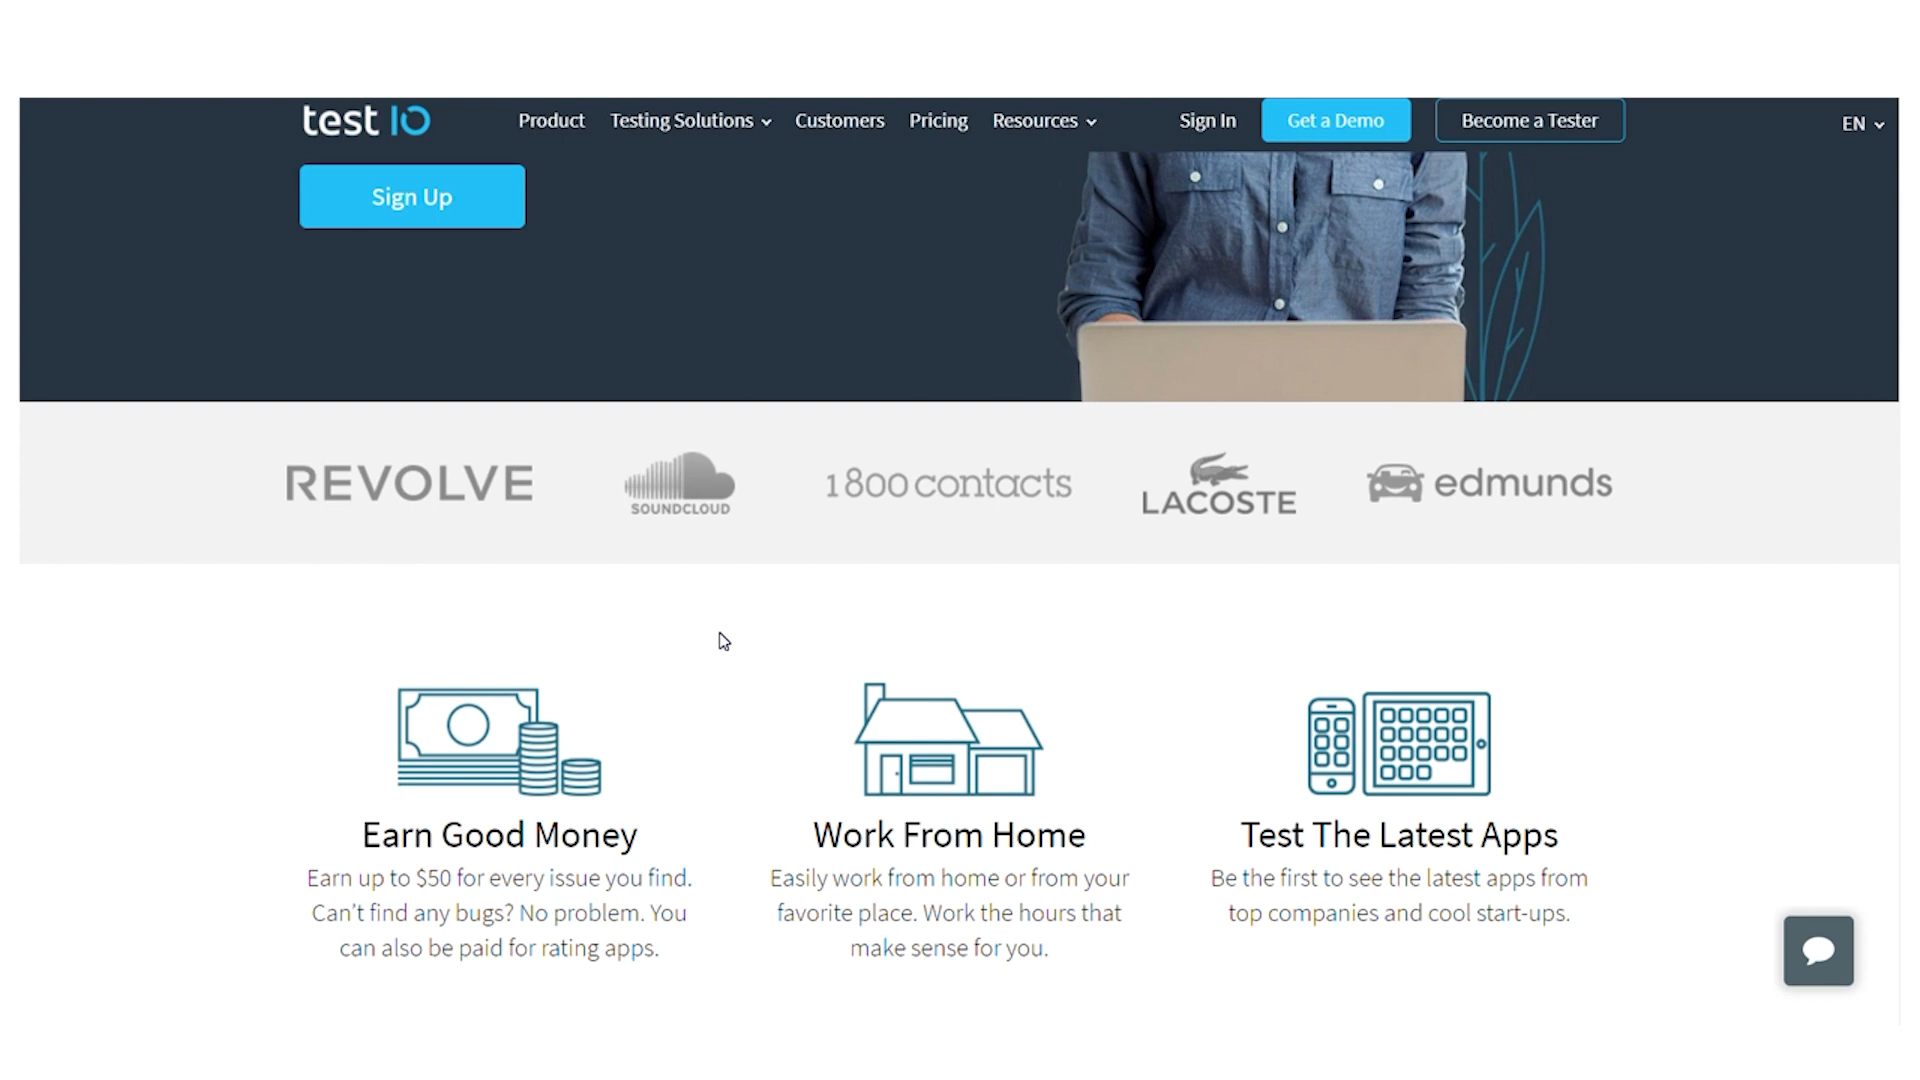 test IO
Product
Testing Solutions
Customers
Pricing
Resources
Sign In
Get a Demo
Become a Tester
EN
Sign Up
REVOLVE
SOUNDCLOUD
1 800 contacts
LACOSTE
edmunds
Earn Good Money
Earn up to $50 for every issue you find.
Can’t find any bugs? No problem. You
can also be paid for rating apps.
Work From Home
Easily work from home or from your
favorite place. Work the hours that
make sense for you.
Test The Latest Apps
Be the first to see the latest apps from
top companies and cool start-ups.